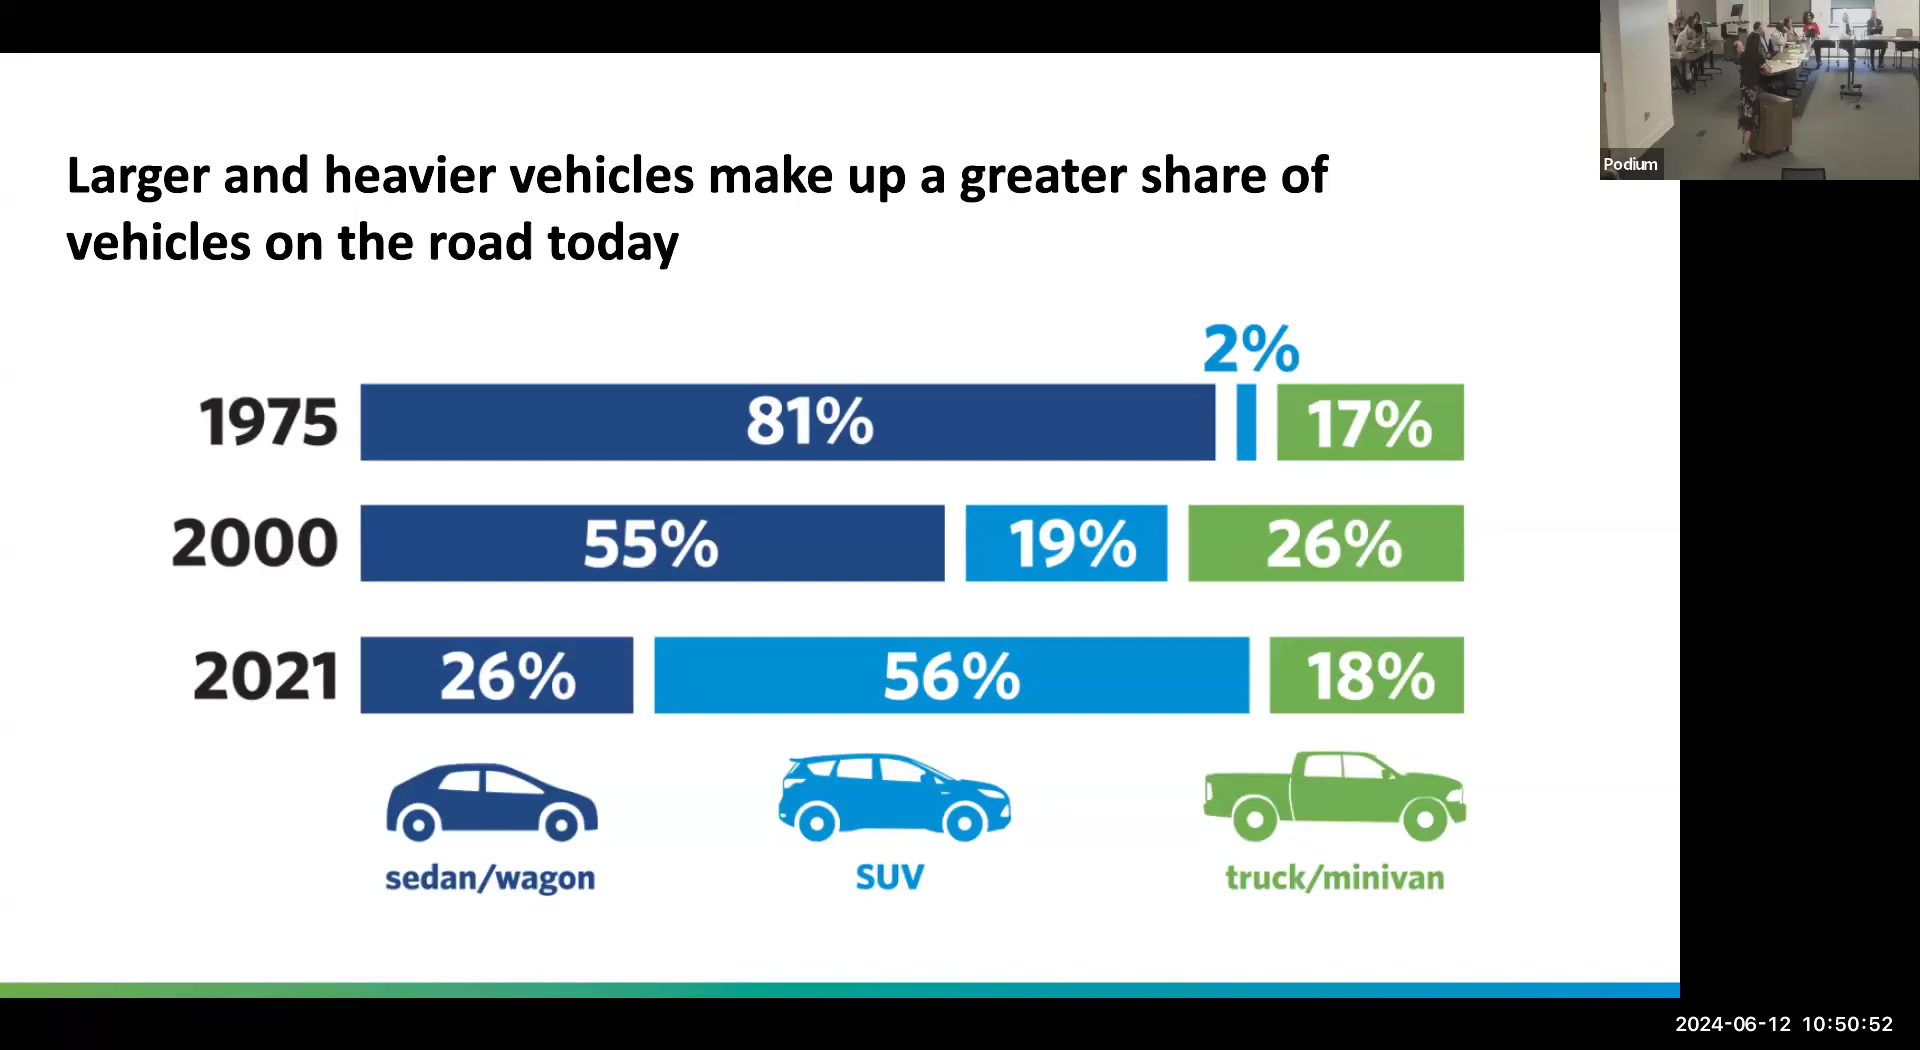 Podium
Larger and heavier vehicles make up a greater share of
vehicles on the road today
2%
1975 81% 17%
2000 55% 19% 26%
2021 26% 56% 18%
sedan/wagon SUV truck/minivan
2024-06-12 10:50:52